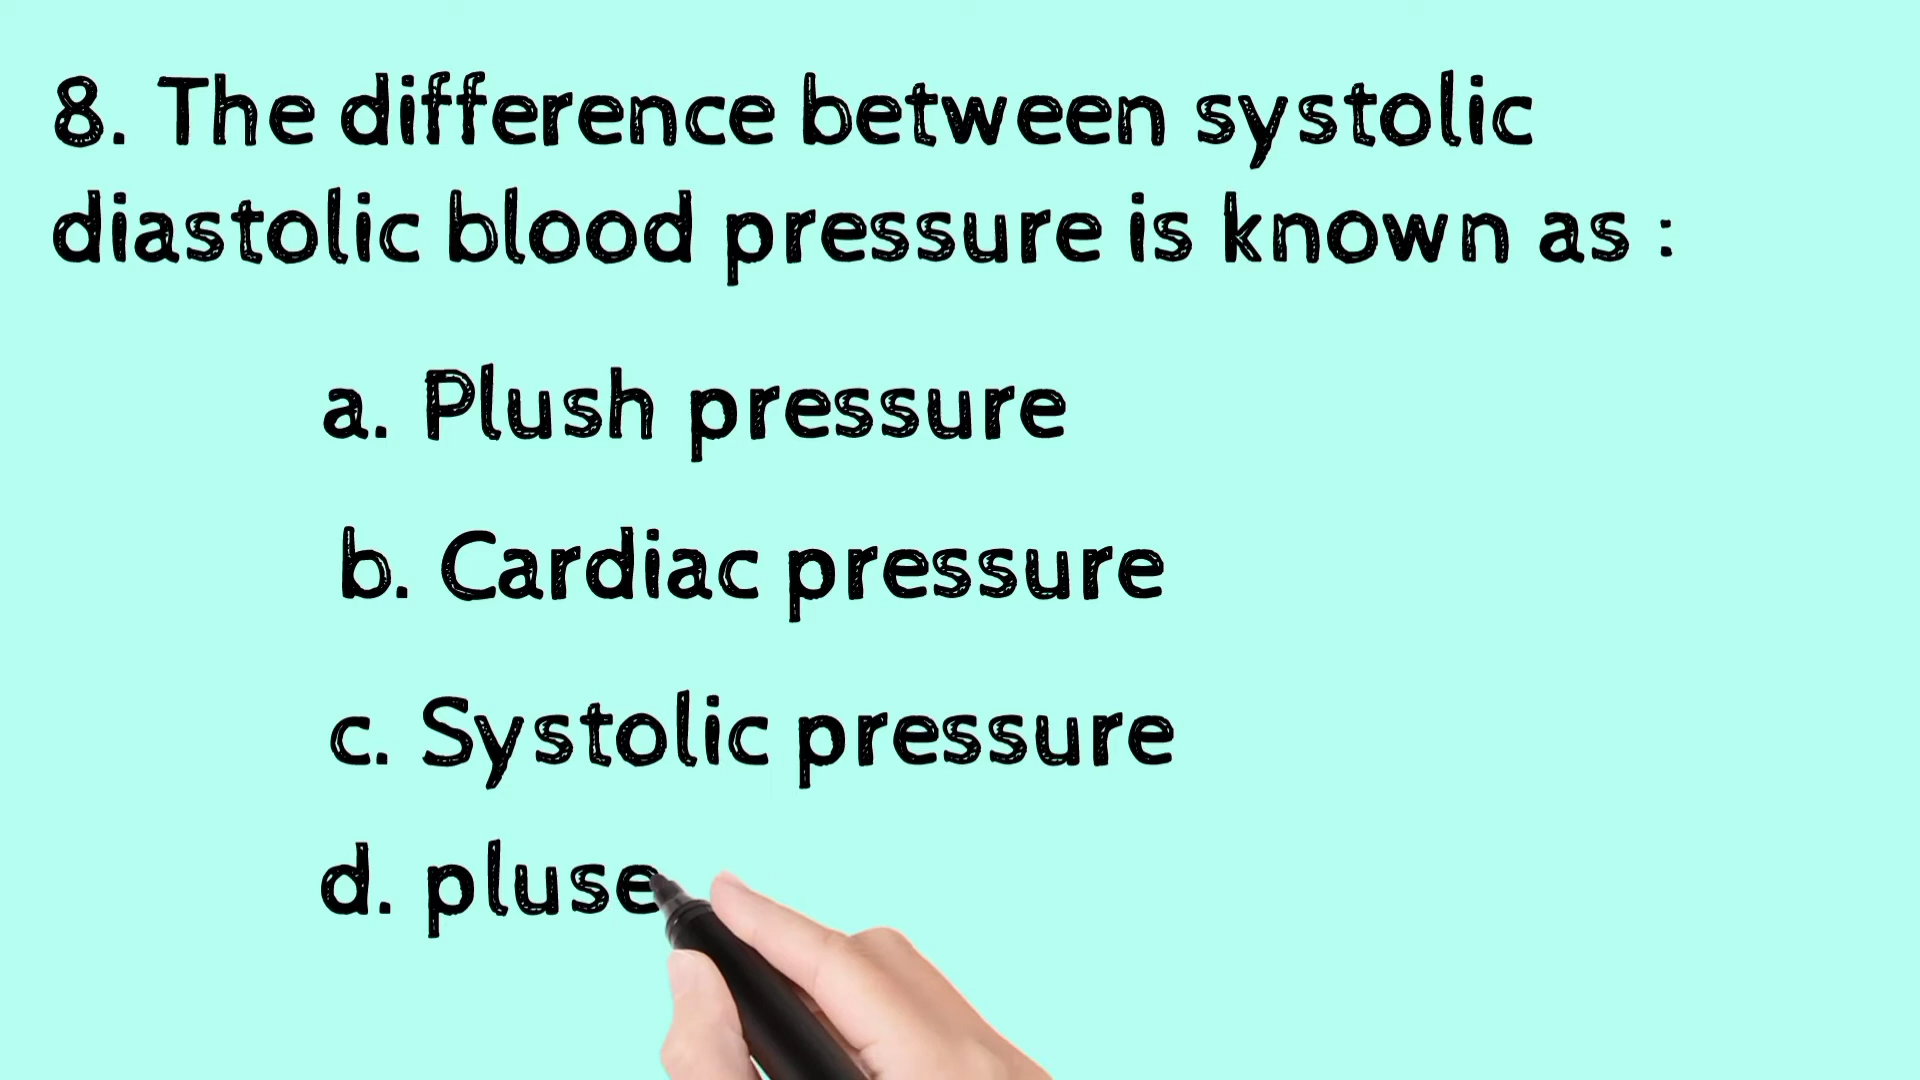 8. The difference between systolic
diastolic blood pressure is known as :
a. Plush pressure
b. Cardiac pressure
c. Systolic pressure
d. pluse